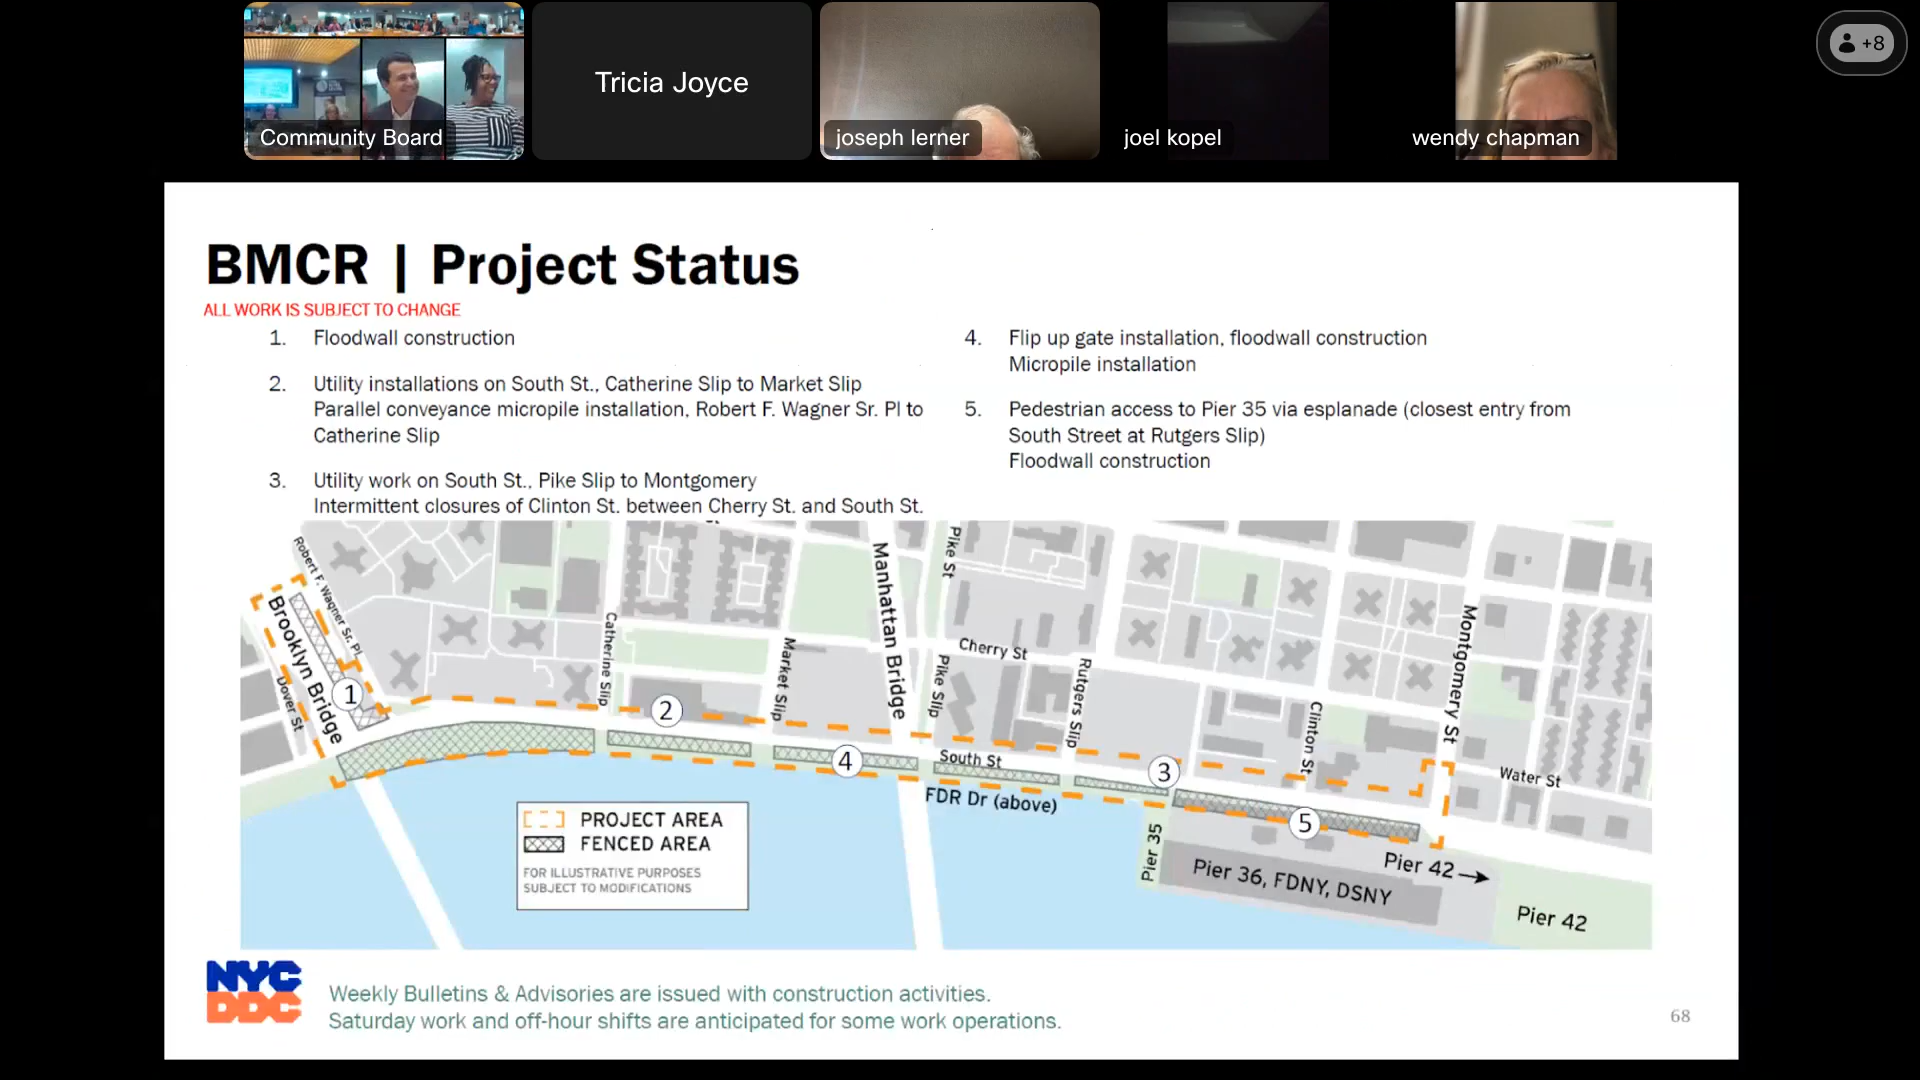 Community Board
Tricia Joyce
joseph lerner
joel kopel
wendy chapman
+8
BMCR | Project Status
ALL WORK IS SUBJECT TO CHANGE
1. Floodwall construction
2. Utility installations on South St., Catherine Slip to Market Slip
Parallel conveyance micropile installation, Robert F. Wagner Sr. Pl to
Catherine Slip
3. Utility work on South St., Pike Slip to Montgomery
Intermittent closures of Clinton St. between Cherry St. and South St.
4. Flip up gate installation, floodwall construction
Micropile installation
5. Pedestrian access to Pier 35 via esplanade (closest entry from
South Street at Rutgers Slip)
Floodwall construction
Robert F. Wagner Sr. Pl
Brooklyn Bridge
Dover St
1
Catherine Slip
2
Market Slip
4
Manhattan Bridge
Pike St
Pike Slip
Cherry St
Rutgers Slip
South St
FDR Dr (above)
3
Clinton St
5
Montgomery St
Water St
Pier 35
Pier 36, FDNY, DSNY
Pier 42
Pier 42
PROJECT AREA
FENCED AREA
FOR ILLUSTRATIVE PURPOSES
SUBJECT TO MODIFICATIONS
NYC
DDC
Weekly Bulletins & Advisories are issued with construction activities.
Saturday work and off-hour shifts are anticipated for some work operations.
68